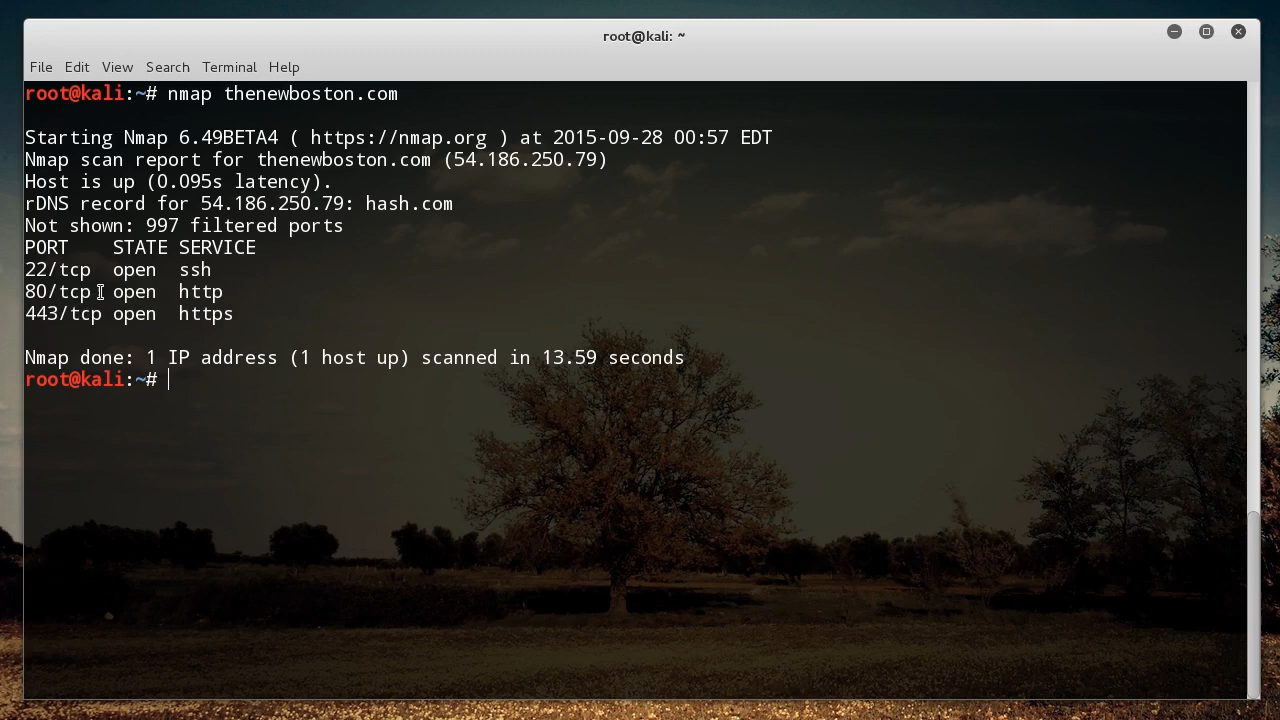 root@kali: ~
File Edit View Search Terminal Help
root@kali:~# nmap thenewboston.com
Starting Nmap 6.49BETA4 ( https://nmap.org ) at 2015-09-28 00:57 EDT
Nmap scan report for thenewboston.com (54.186.250.79)
Host is up (0.095s latency).
rDNS record for 54.186.250.79: hash.com
Not shown: 997 filtered ports
PORT    STATE SERVICE
22/tcp  open  ssh
80/tcp  open  http
443/tcp open  https
Nmap done: 1 IP address (1 host up) scanned in 13.59 seconds
root@kali:~#